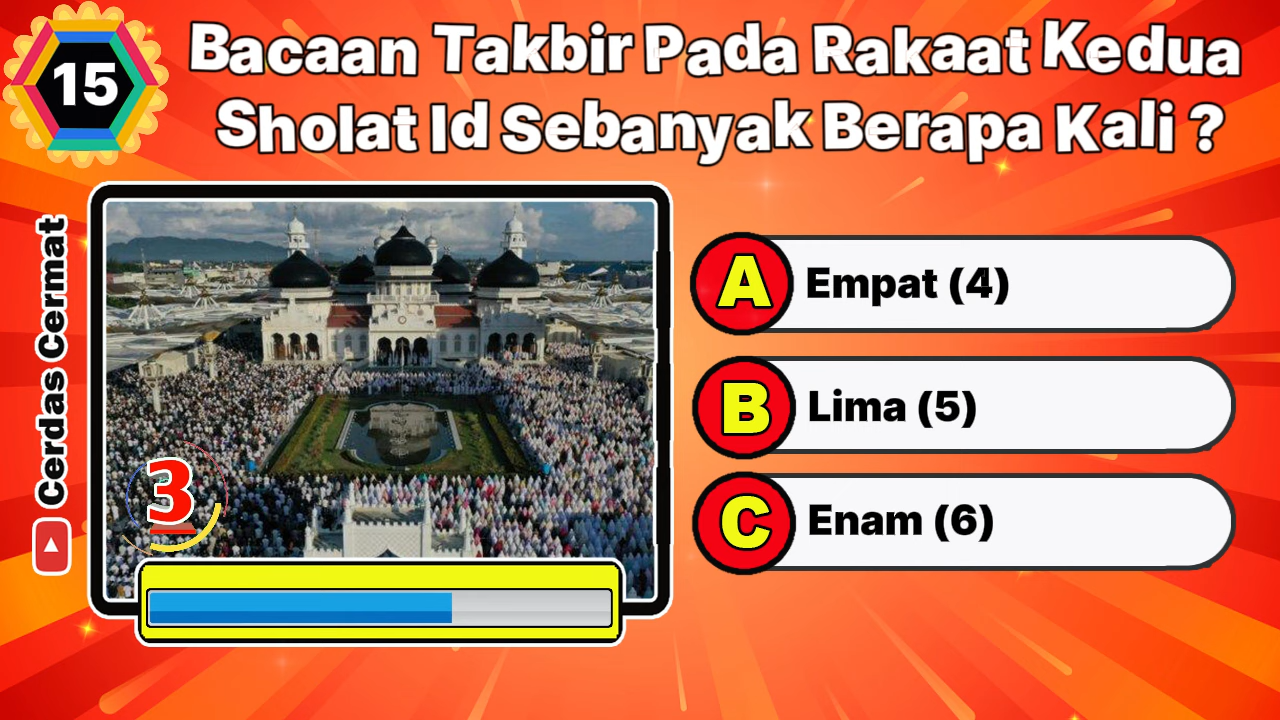 15
Bacaan Takbir Pada Rakaat Kedua
Sholat Id Sebanyak Berapa Kali ?
Cerdas Cermat
3
A Empat (4)
B Lima (5)
C Enam (6)